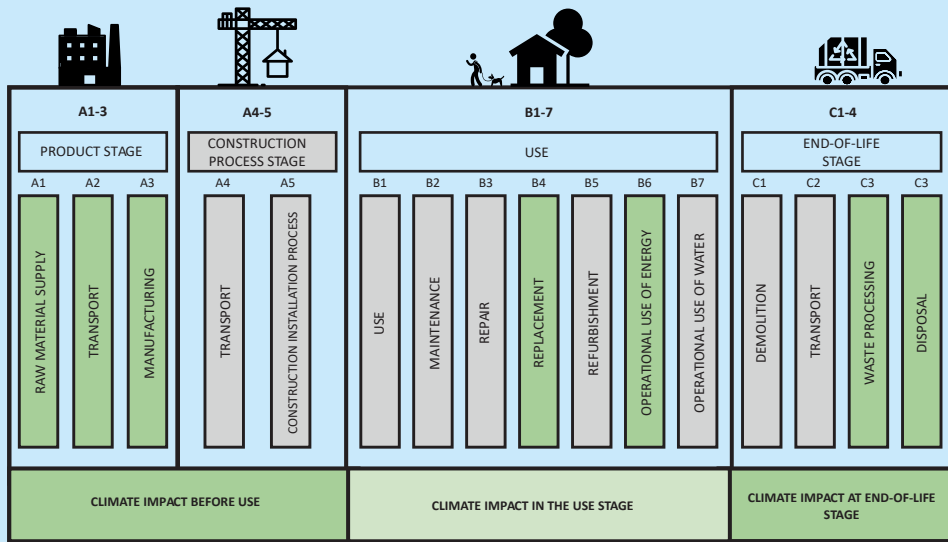 A1-3
A4-5
B1-7
C1-4
PRODUCT STAGE
CONSTRUCTION
PROCESS STAGE
USE
END-OF-LIFE
STAGE
A1
A2
A3
A4
A5
B1
B2
B3
B4
B5
B6
B7
C1
C2
C3
C3
RAW MATERIAL SUPPLY
TRANSPORT
MANUFACTURING
TRANSPORT
CONSTRUCTION INSTALLATION PROCESS
USE
MAINTENANCE
REPAIR
REPLACEMENT
REFURBISHMENT
OPERATIONAL USE OF ENERGY
OPERATIONAL USE OF WATER
DEMOLITION
TRANSPORT
WASTE PROCESSING
DISPOSAL
CLIMATE IMPACT BEFORE USE
CLIMATE IMPACT IN THE USE STAGE
CLIMATE IMPACT AT END-OF-LIFE
STAGE